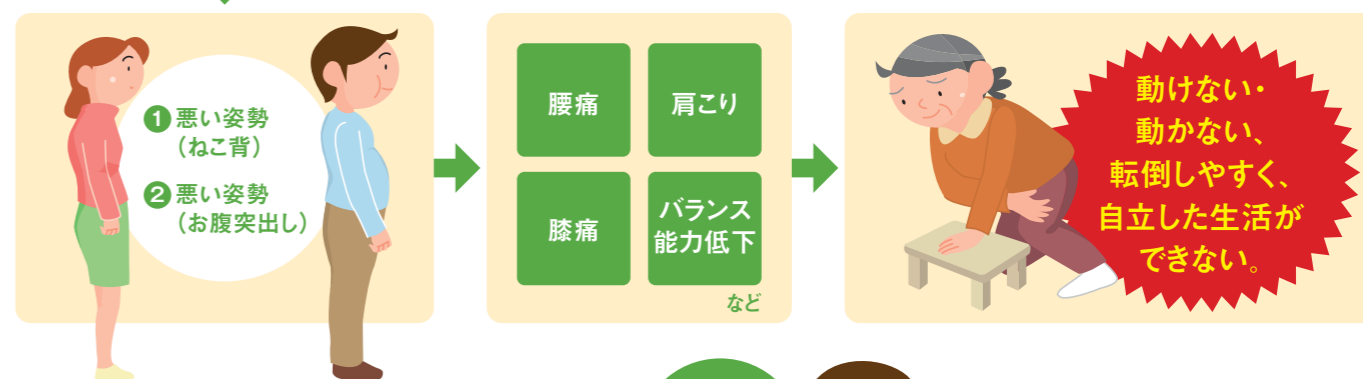 ❶悪い姿勢
（ねこ背）
❷悪い姿勢
（お腹突出し）
腰痛
肩こり
膝痛
バランス
能力低下
など
動けない・
動かない、
転倒しやすく、
自立した生活が
できない。